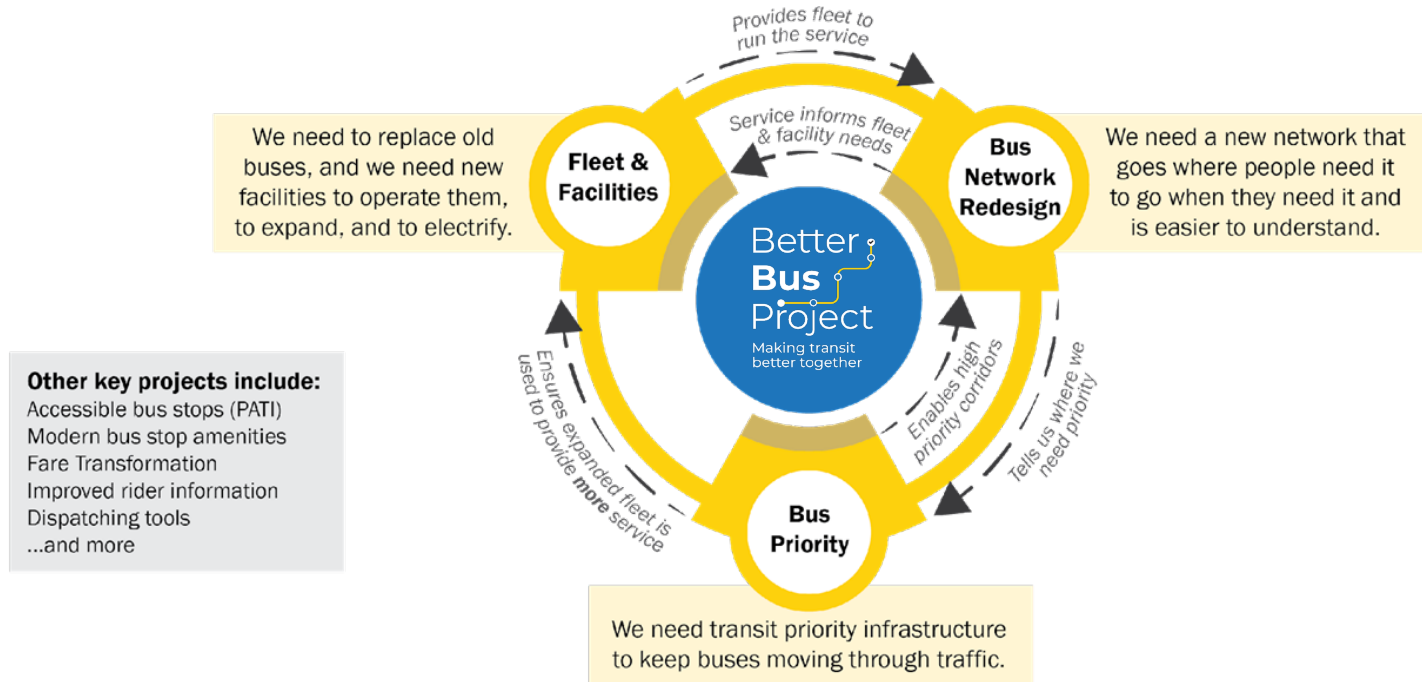 Provides fleet to
run the service
Service informs fleet
& facility needs
We need to replace old
buses, and we need new
facilities to operate them,
to expand, and to electrify.
Fleet &
Facilities
Bus
Network
Redesign
We need a new network that
goes where people need it
to go when they need it and
is easier to understand.
Better
Bus
Project
Making transit
better together
Other key projects include:
Accessible bus stops (PATI)
Modern bus stop amenities
Fare Transformation
Improved rider information
Dispatching tools
...and more
Ensures expanded fleet is
used to provide more service
Enables high
priority corridors
Tells us where we
need priority
Bus
Priority
We need transit priority infrastructure
to keep buses moving through traffic.